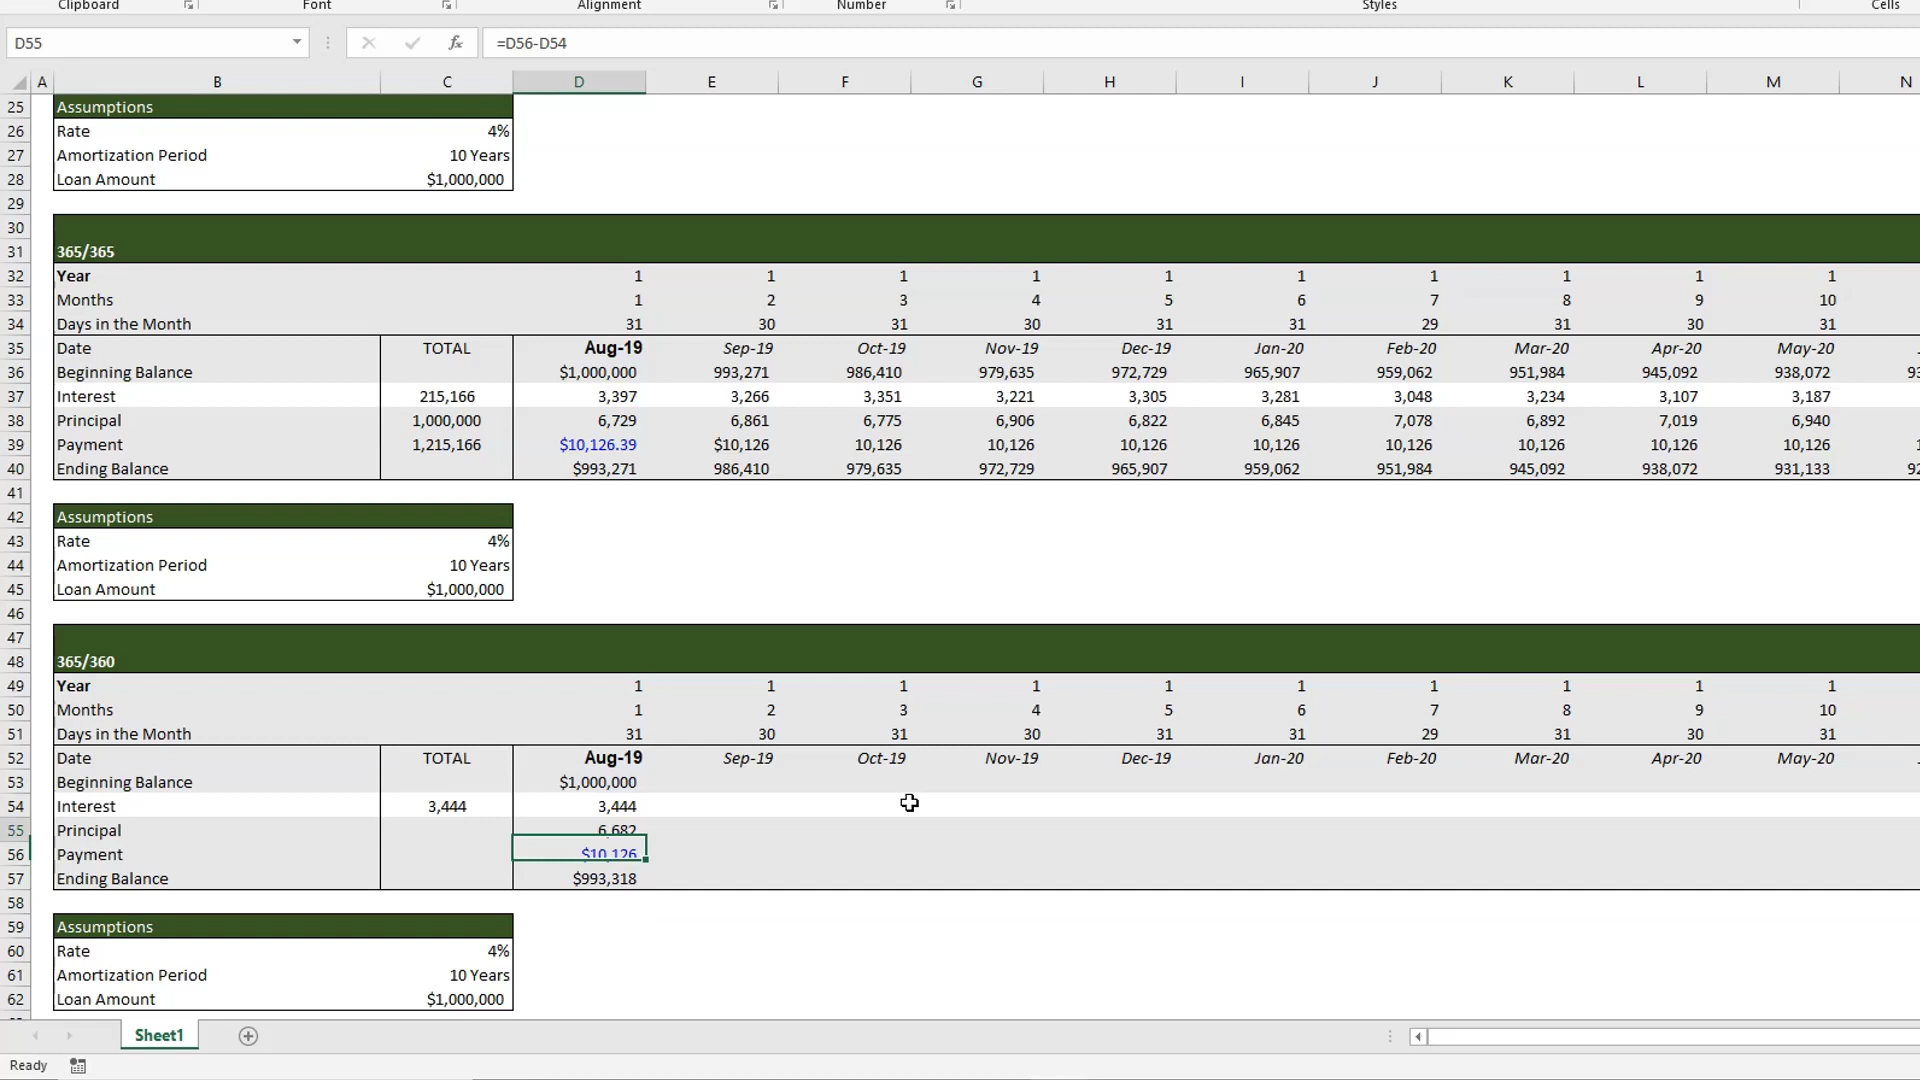 Clipboard Font Alignment Number Styles Cells
D55 fx =D56-D54
A B C D E F G H I J K L M N
25 Assumptions
26 Rate 4%
27 Amortization Period 10 Years
28 Loan Amount $1,000,000
29
30
31 365/365
32 Year 1 1 1 1 1 1 1 1 1 1
33 Months 1 2 3 4 5 6 7 8 9 10
34 Days in the Month 31 30 31 30 31 31 29 31 30 31
35 Date TOTAL Aug-19 Sep-19 Oct-19 Nov-19 Dec-19 Jan-20 Feb-20 Mar-20 Apr-20 May-20
36 Beginning Balance $1,000,000 993,271 986,410 979,635 972,729 965,907 959,062 951,984 945,092 938,072
37 Interest 215,166 3,397 3,266 3,351 3,221 3,305 3,281 3,048 3,234 3,107 3,187
38 Principal 1,000,000 6,729 6,861 6,775 6,906 6,822 6,845 7,078 6,892 7,019 6,940
39 Payment 1,215,166 $10,126.39 $10,126 10,126 10,126 10,126 10,126 10,126 10,126 10,126 10,126
40 Ending Balance $993,271 986,410 979,635 972,729 965,907 959,062 951,984 945,092 938,072 931,133
41
42 Assumptions
43 Rate 4%
44 Amortization Period 10 Years
45 Loan Amount $1,000,000
46
47
48 365/360
49 Year 1 1 1 1 1 1 1 1 1 1
50 Months 1 2 3 4 5 6 7 8 9 10
51 Days in the Month 31 30 31 30 31 31 29 31 30 31
52 Date TOTAL Aug-19 Sep-19 Oct-19 Nov-19 Dec-19 Jan-20 Feb-20 Mar-20 Apr-20 May-20
53 Beginning Balance $1,000,000
54 Interest 3,444 3,444
55 Principal 6,682
56 Payment $10,126
57 Ending Balance $993,318
58
59 Assumptions
60 Rate 4%
61 Amortization Period 10 Years
62 Loan Amount $1,000,000
Sheet1
Ready